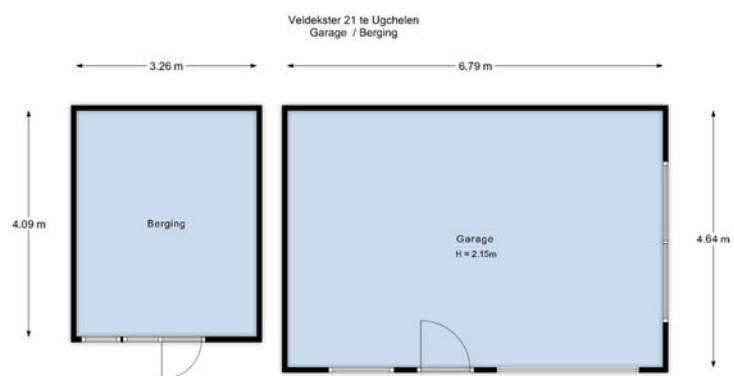 Veldekster 21 te Ugchelen
Garage / Berging
3.26 m
6.79 m
4.09 m
Berging
Garage
H = 2.15m
4.64 m